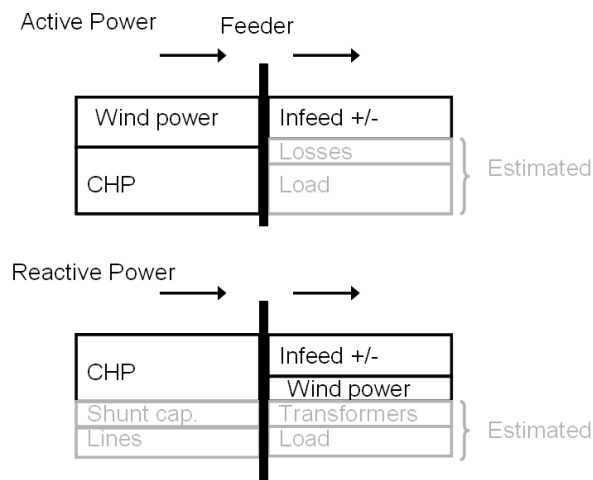 Active Power
Feeder
Wind power
Infeed +/-
Losses
CHP
Load
Estimated
Reactive Power
CHP
Infeed +/-
Wind power
Shunt cap.
Transformers
Lines
Load
Estimated